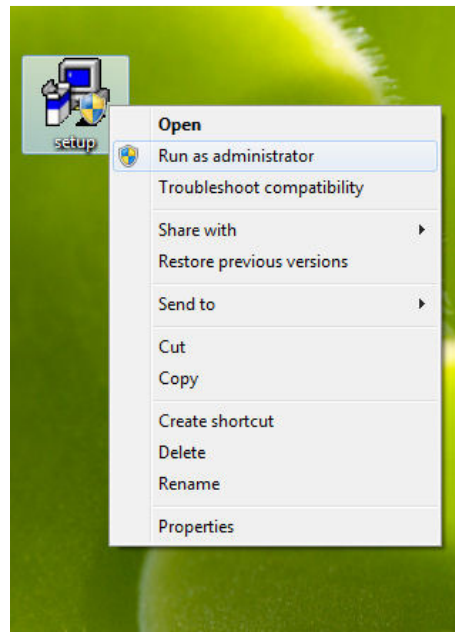 setup
Open
Run as administrator
Troubleshoot compatibility
Share with
Restore previous versions
Send to
Cut
Copy
Create shortcut
Delete
Rename
Properties